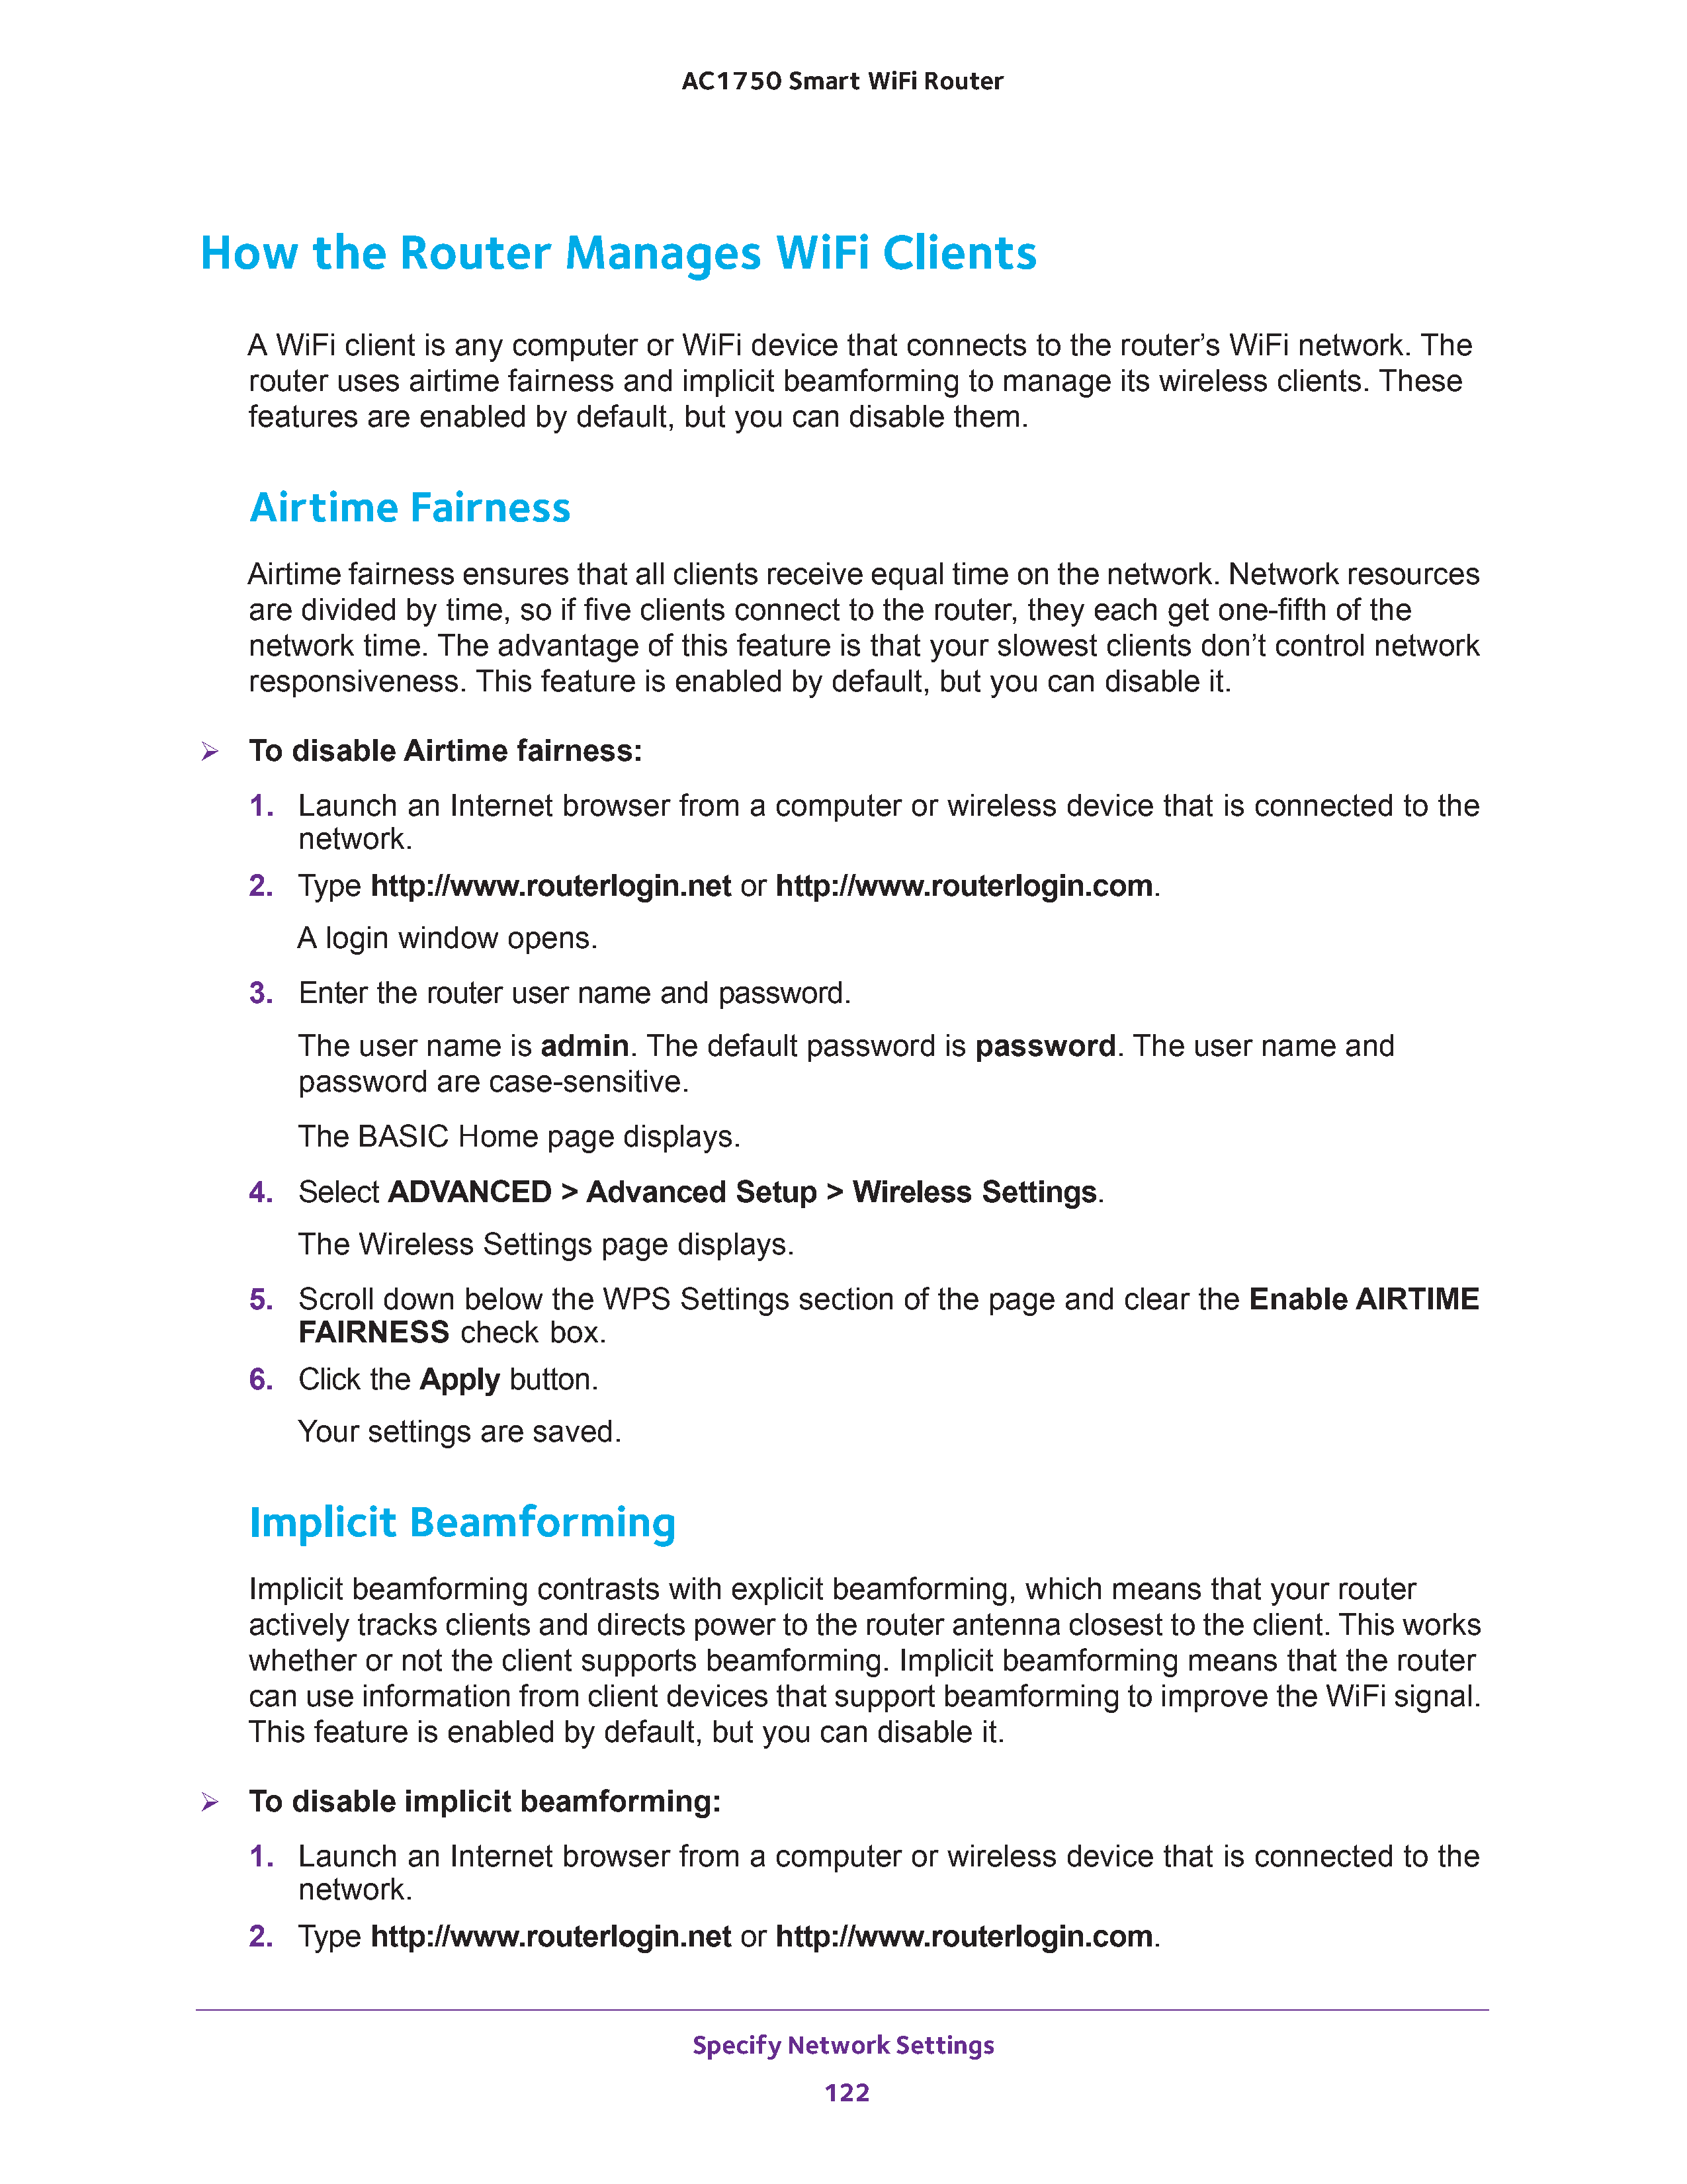 AC1750 Smart WiFi Router
How the Router Manages WiFi Clients
A WiFi client is any computer or WiFi device that connects to the router’s WiFi network. The
router uses airtime fairness and implicit beamforming to manage its wireless clients. These
features are enabled by default, but you can disable them.
Airtime Fairness
Airtime fairness ensures that all clients receive equal time on the network. Network resources
are divided by time, so if five clients connect to the router, they each get one-fifth of the
network time. The advantage of this feature is that your slowest clients don’t control network
responsiveness. This feature is enabled by default, but you can disable it.
➢ To disable Airtime fairness:
1. Launch an Internet browser from a computer or wireless device that is connected to the
network.
2. Type http://www.routerlogin.net or http://www.routerlogin.com.
A login window opens.
3. Enter the router user name and password.
The user name is admin. The default password is password. The user name and
password are case-sensitive.
The BASIC Home page displays.
4. Select ADVANCED > Advanced Setup > Wireless Settings.
The Wireless Settings page displays.
5. Scroll down below the WPS Settings section of the page and clear the Enable AIRTIME
FAIRNESS check box.
6. Click the Apply button.
Your settings are saved.
Implicit Beamforming
Implicit beamforming contrasts with explicit beamforming, which means that your router
actively tracks clients and directs power to the router antenna closest to the client. This works
whether or not the client supports beamforming. Implicit beamforming means that the router
can use information from client devices that support beamforming to improve the WiFi signal.
This feature is enabled by default, but you can disable it.
➢ To disable implicit beamforming:
1. Launch an Internet browser from a computer or wireless device that is connected to the
network.
2. Type http://www.routerlogin.net or http://www.routerlogin.com.
Specify Network Settings
122